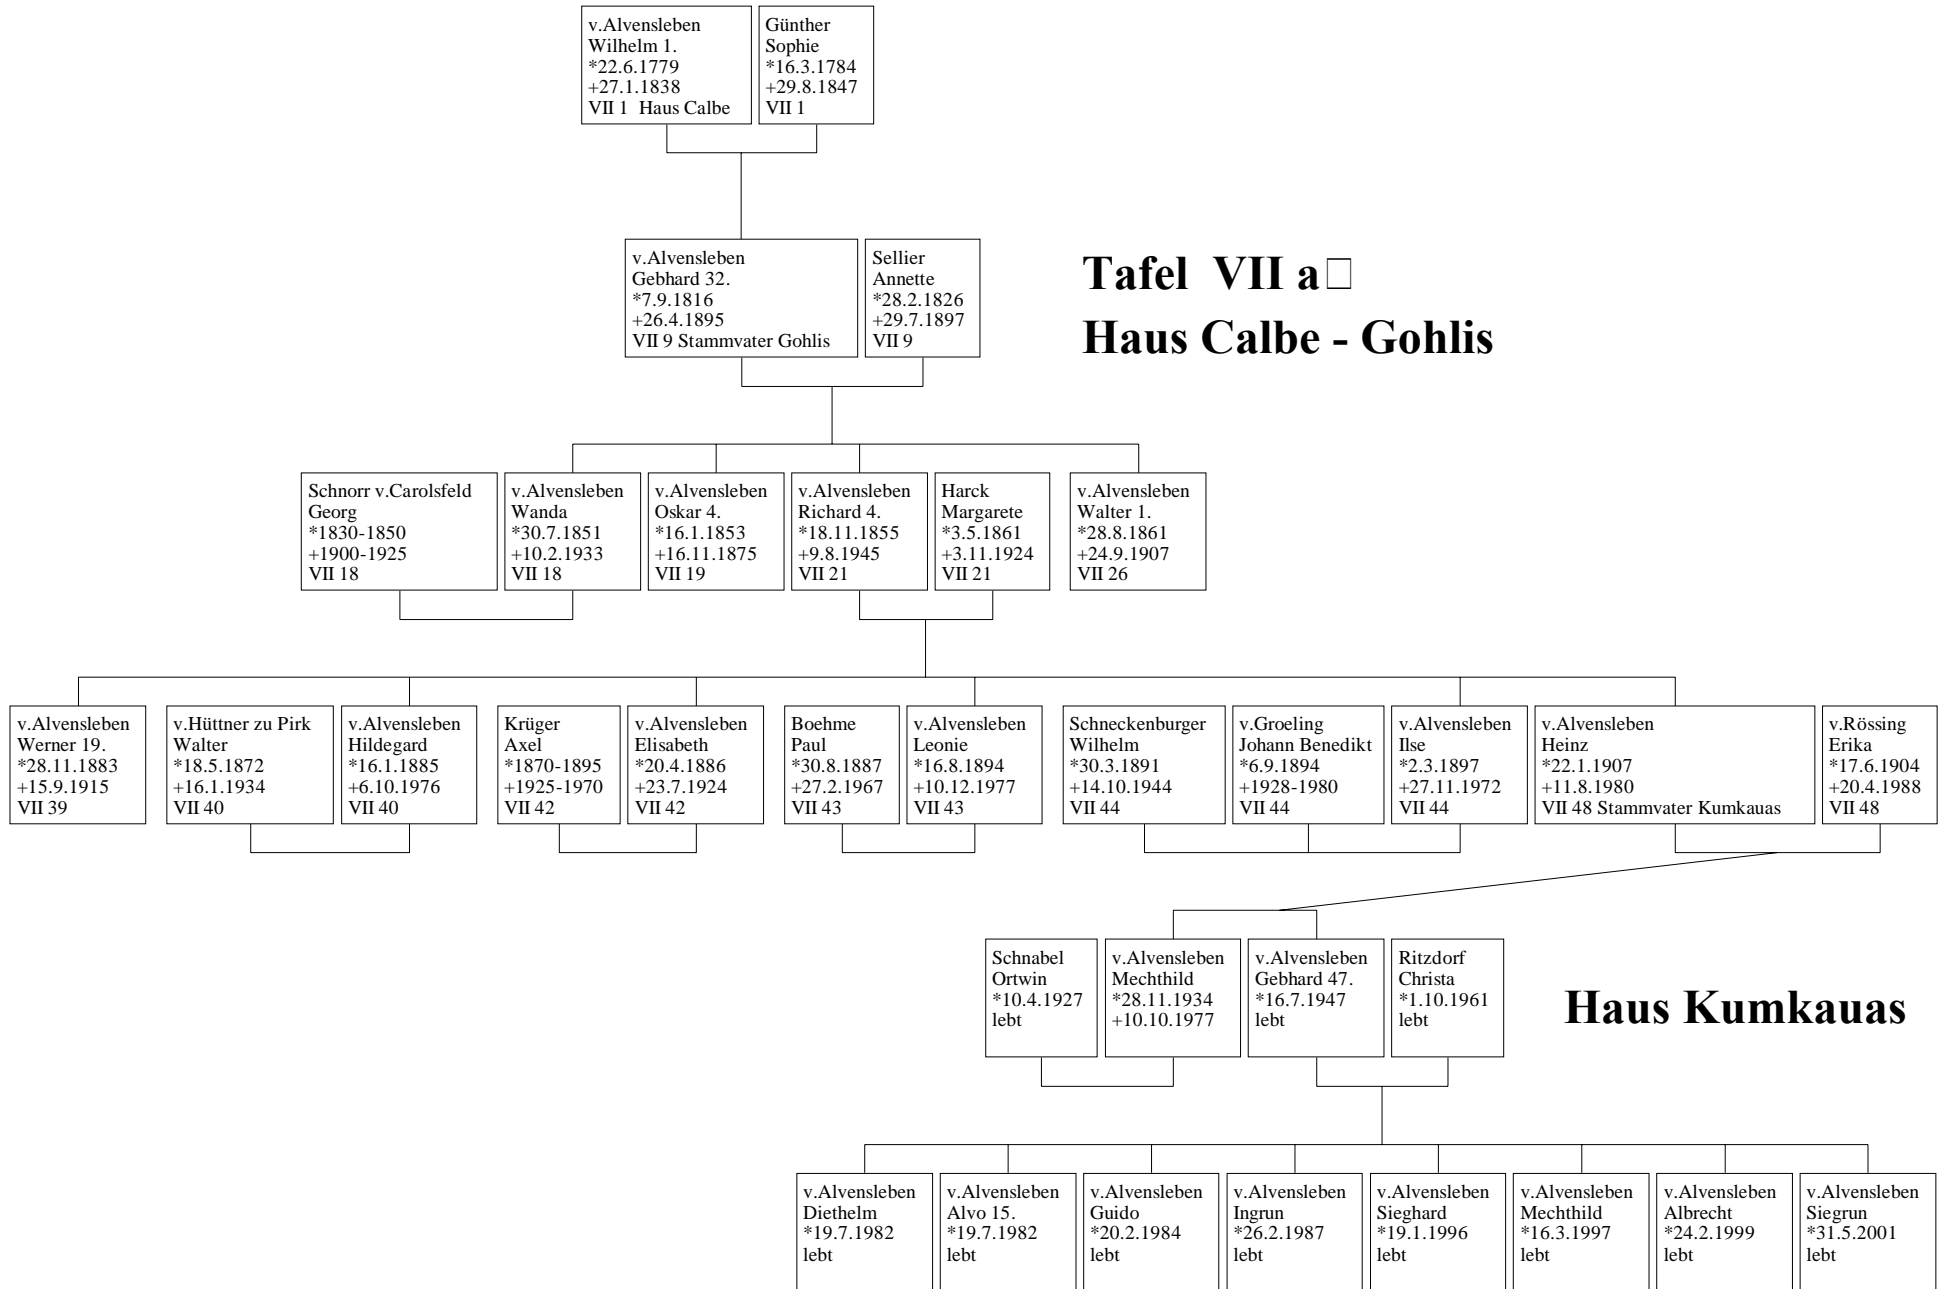 v.Alvensleben
Wilhelm 1.
*22.6.1779
+27.1.1838
VII 1  Haus Calbe
Günther
Sophie
*16.3.1784
+29.8.1847
VII 1
v.Alvensleben
Gebhard 32.
*7.9.1816
+26.4.1895
VII 9 Stammvater Gohlis
Sellier
Annette
*28.2.1826
+29.7.1897
VII 9
Tafel  VII a□
Haus Calbe - Gohlis
Schnorr v.Carolsfeld
Georg
*1830-1850
+1900-1925
VII 18
v.Alvensleben
Wanda
*30.7.1851
+10.2.1933
VII 18
v.Alvensleben
Oskar 4.
*16.1.1853
+16.11.1875
VII 19
v.Alvensleben
Richard 4.
*18.11.1855
+9.8.1945
VII 21
Harck
Margarete
*3.5.1861
+3.11.1924
VII 21
v.Alvensleben
Walter 1.
*28.8.1861
+24.9.1907
VII 26
v.Alvensleben
Werner 19.
*28.11.1883
+15.9.1915
VII 39
v.Hüttner zu Pirk
Walter
*18.5.1872
+16.1.1934
VII 40
v.Alvensleben
Hildegard
*16.1.1885
+6.10.1976
VII 40
Krüger
Axel
*1870-1895
+1925-1970
VII 42
v.Alvensleben
Elisabeth
*20.4.1886
+23.7.1924
VII 42
Boehme
Paul
*30.8.1887
+27.2.1967
VII 43
v.Alvensleben
Leonie
*16.8.1894
+10.12.1977
VII 43
Schneckenburger
Wilhelm
*30.3.1891
+14.10.1944
VII 44
v.Groeling
Johann Benedikt
*6.9.1894
+1928-1980
VII 44
v.Alvensleben
Ilse
*2.3.1897
+27.11.1972
VII 44
v.Alvensleben
Heinz
*22.1.1907
+11.8.1980
VII 48 Stammvater Kumkauas
v.Rössing
Erika
*17.6.1904
+20.4.1988
VII 48
Schnabel
Ortwin
*10.4.1927
lebt
v.Alvensleben
Mechthild
*28.11.1934
+10.10.1977
v.Alvensleben
Gebhard 47.
*16.7.1947
lebt
Ritzdorf
Christa
*1.10.1961
lebt
Haus Kumkauas
v.Alvensleben
Diethelm
*19.7.1982
lebt
v.Alvensleben
Alvo 15.
*19.7.1982
lebt
v.Alvensleben
Guido
*20.2.1984
lebt
v.Alvensleben
Ingrun
*26.2.1987
lebt
v.Alvensleben
Sieghard
*19.1.1996
lebt
v.Alvensleben
Mechthild
*16.3.1997
lebt
v.Alvensleben
Albrecht
*24.2.1999
lebt
v.Alvensleben
Siegrun
*31.5.2001
lebt